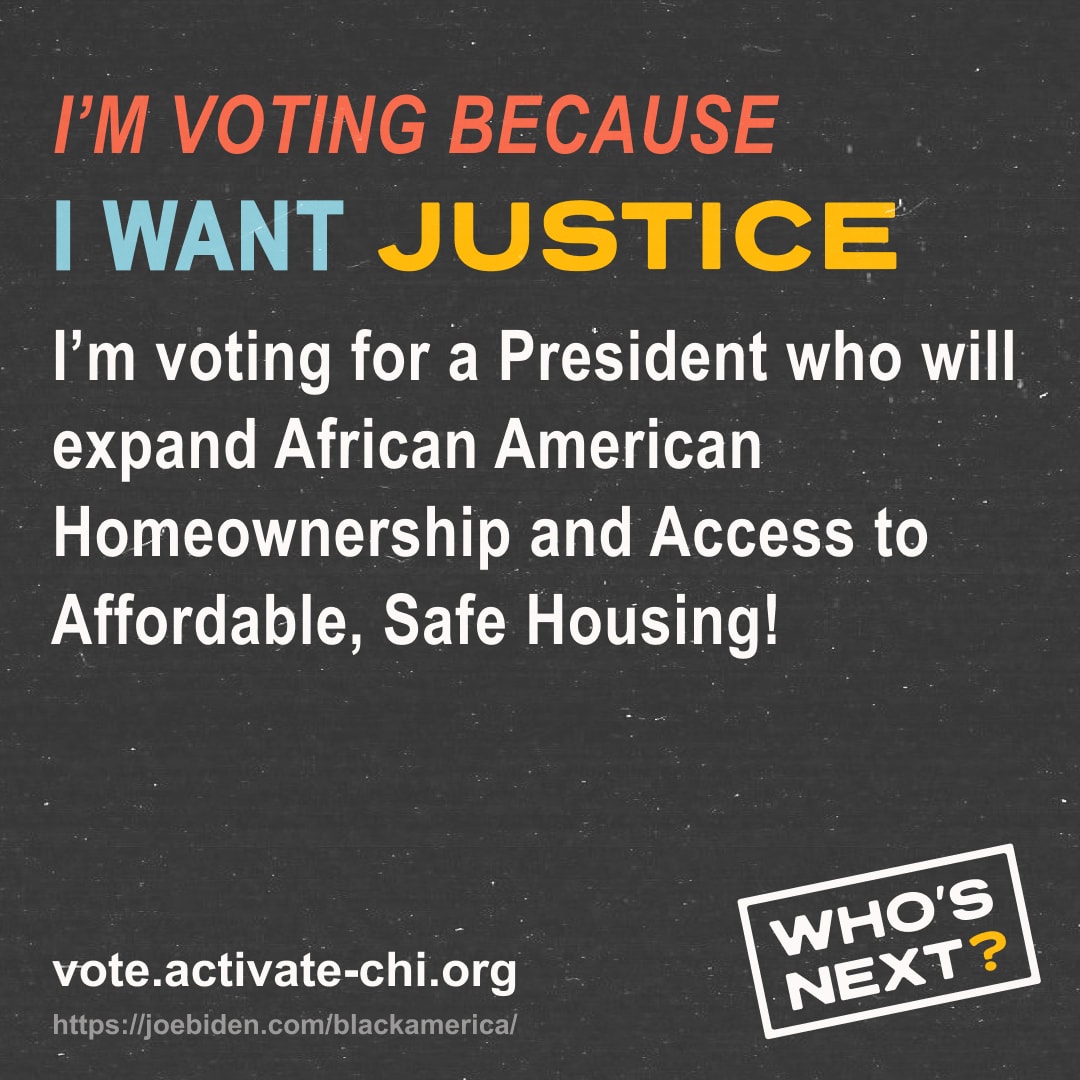 I'M VOTING BECAUSE
I WANT JUSTICE
I'm voting for a President who will
expand African American
Homeownership and Access to
Affordable, Safe Housing!
WHO'S
NEXT?
vote.activate-chi.org
https://joebiden.com/blackamerica/